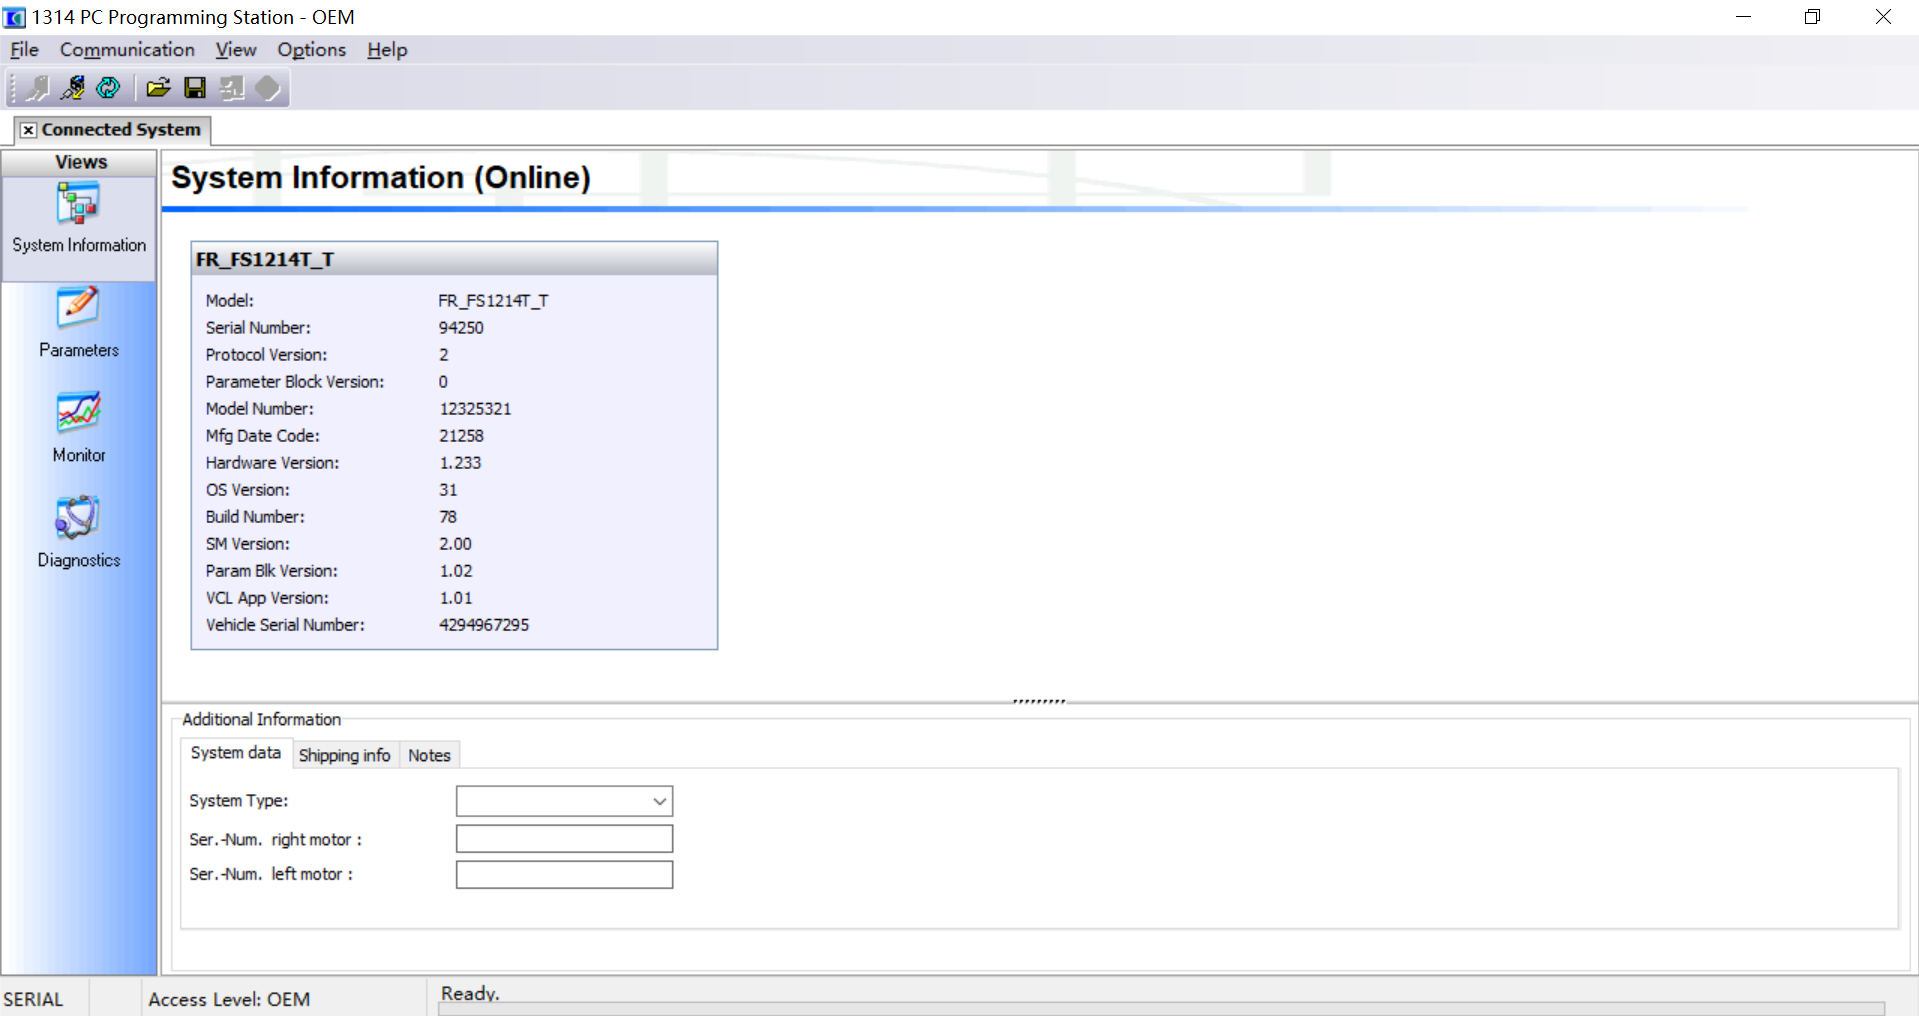 1314 PC Programming Station - OEM
File Communication View Options Help
Connected System
Views
System Information
Parameters
Monitor
Diagnostics
System Information (Online)
FR_FS1214T_T
Model: FR_FS1214T_T
Serial Number: 94250
Protocol Version: 2
Parameter Block Version: 0
Model Number: 12325321
Mfg Date Code: 21258
Hardware Version: 1.233
OS Version: 31
Build Number: 78
SM Version: 2.00
Param Blk Version: 1.02
VCL App Version: 1.01
Vehicle Serial Number: 4294967295
Additional Information
System data Shipping info Notes
System Type:
Ser.-Num. right motor :
Ser.-Num. left motor :
SERIAL Access Level: OEM Ready.